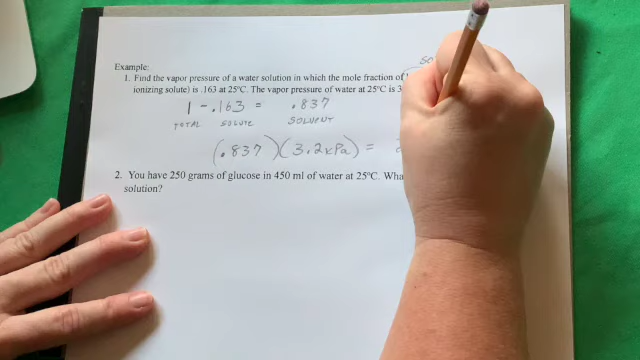 Example:
SO
1. Find the vapor pressure of a water solution in which the mole fraction of
ionizing solute) is .163 at 25°C. The vapor pressure of water at 25°C is 3
1 - .163 = .837
TOTAL SOLUTE SOLVENT
(.837)(3.2kPa) =
2. You have 250 grams of glucose in 450 ml of water at 25°C. Wha
solution?